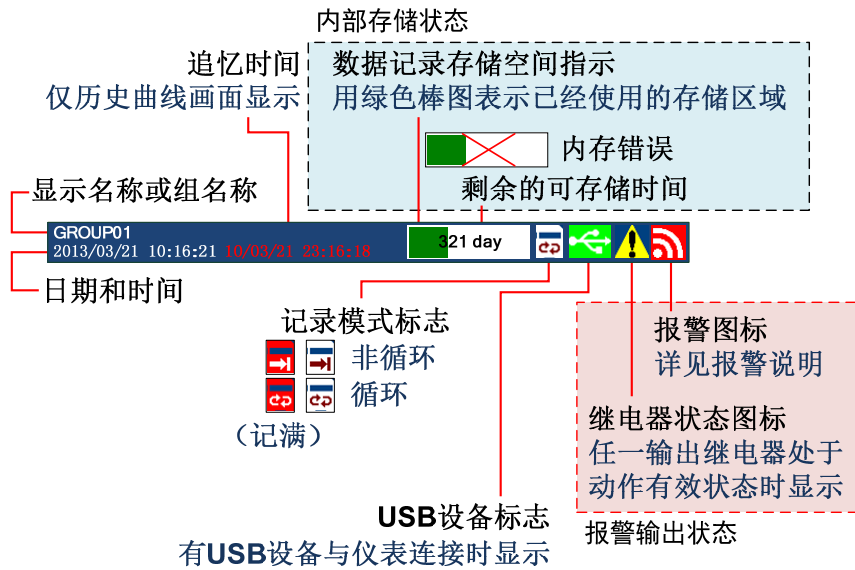 内部存储状态
追忆时间
仅历史曲线画面显示
数据记录存储空间指示
用绿色棒图表示已经使用的存储区域
内存错误
剩余的可存储时间
显示名称或组名称
GROUP01
2013/03/21 10:16:21 10/03/21 23:16:18
321 day
日期和时间
记录模式标志
非循环
循环
（记满）
报警图标
详见报警说明
继电器状态图标
任一输出继电器处于
动作有效状态时显示
报警输出状态
USB设备标志
有USB设备与仪表连接时显示